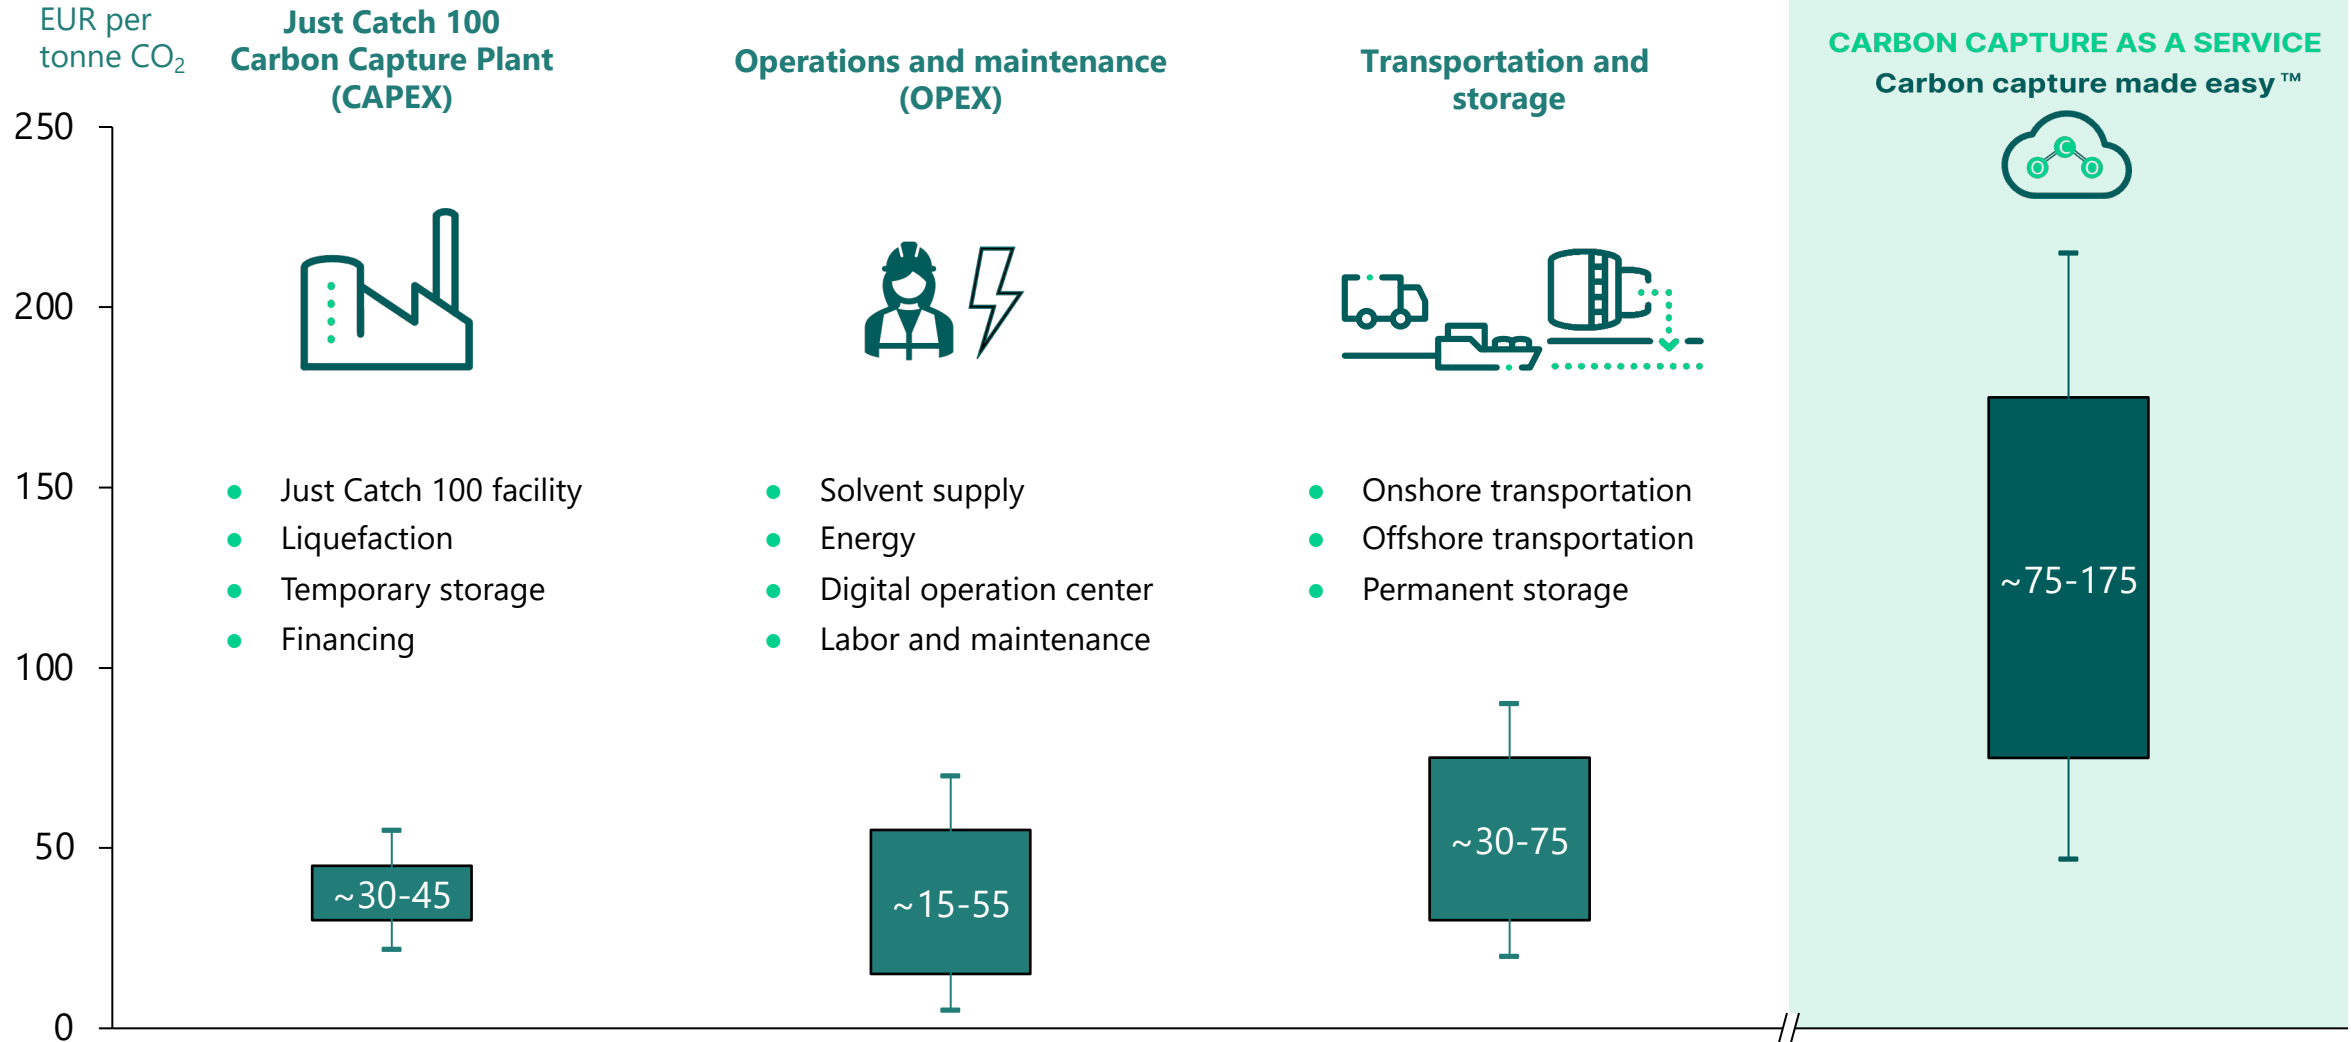 EUR per
tonne CO₂
Just Catch 100
Carbon Capture Plant
(CAPEX)
Operations and maintenance
(OPEX)
Transportation and
storage
CARBON CAPTURE AS A SERVICE
Carbon capture made easy™
C
O O
250
200
150
100
50
0
Just Catch 100 facility
Liquefaction
Temporary storage
Financing
Solvent supply
Energy
Digital operation center
Labor and maintenance
Onshore transportation
Offshore transportation
Permanent storage
~30-45
~15-55
~30-75
~75-175